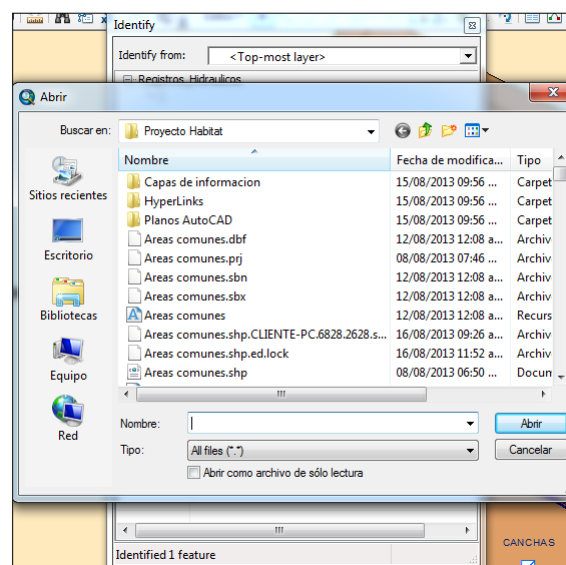 Identify
Identify from: <Top-most layer>
Registros_Hidraulicos
Abrir
Buscar en: Proyecto Habitat
Nombre Fecha de modifica... Tipo
Capas de informacion 15/08/2013 09:56 ... Carpet
HyperLinks 15/08/2013 09:56 ... Carpet
Planos AutoCAD 15/08/2013 09:56 ... Carpet
Areas comunes.dbf 12/08/2013 12:08 a... Archiv
Areas comunes.prj 08/08/2013 07:46 ... Archiv
Areas comunes.sbn 12/08/2013 12:08 a... Archiv
Areas comunes.sbx 12/08/2013 12:08 a... Archiv
Areas comunes 12/08/2013 12:08 a... Recurs
Areas comunes.shp.CLIENTE-PC.6828.2628.s... 16/08/2013 09:26 a... Archiv
Areas comunes.shp.ed.lock 16/08/2013 11:52 a... Archiv
Areas comunes.shp 08/08/2013 06:50 ... Docum
Sitios recientes
Escritorio
Bibliotecas
Equipo
Red
Nombre: Abrir
Tipo: All files (*.*) Cancelar
Abrir como archivo de sólo lectura
Identified 1 feature
CANCHAS